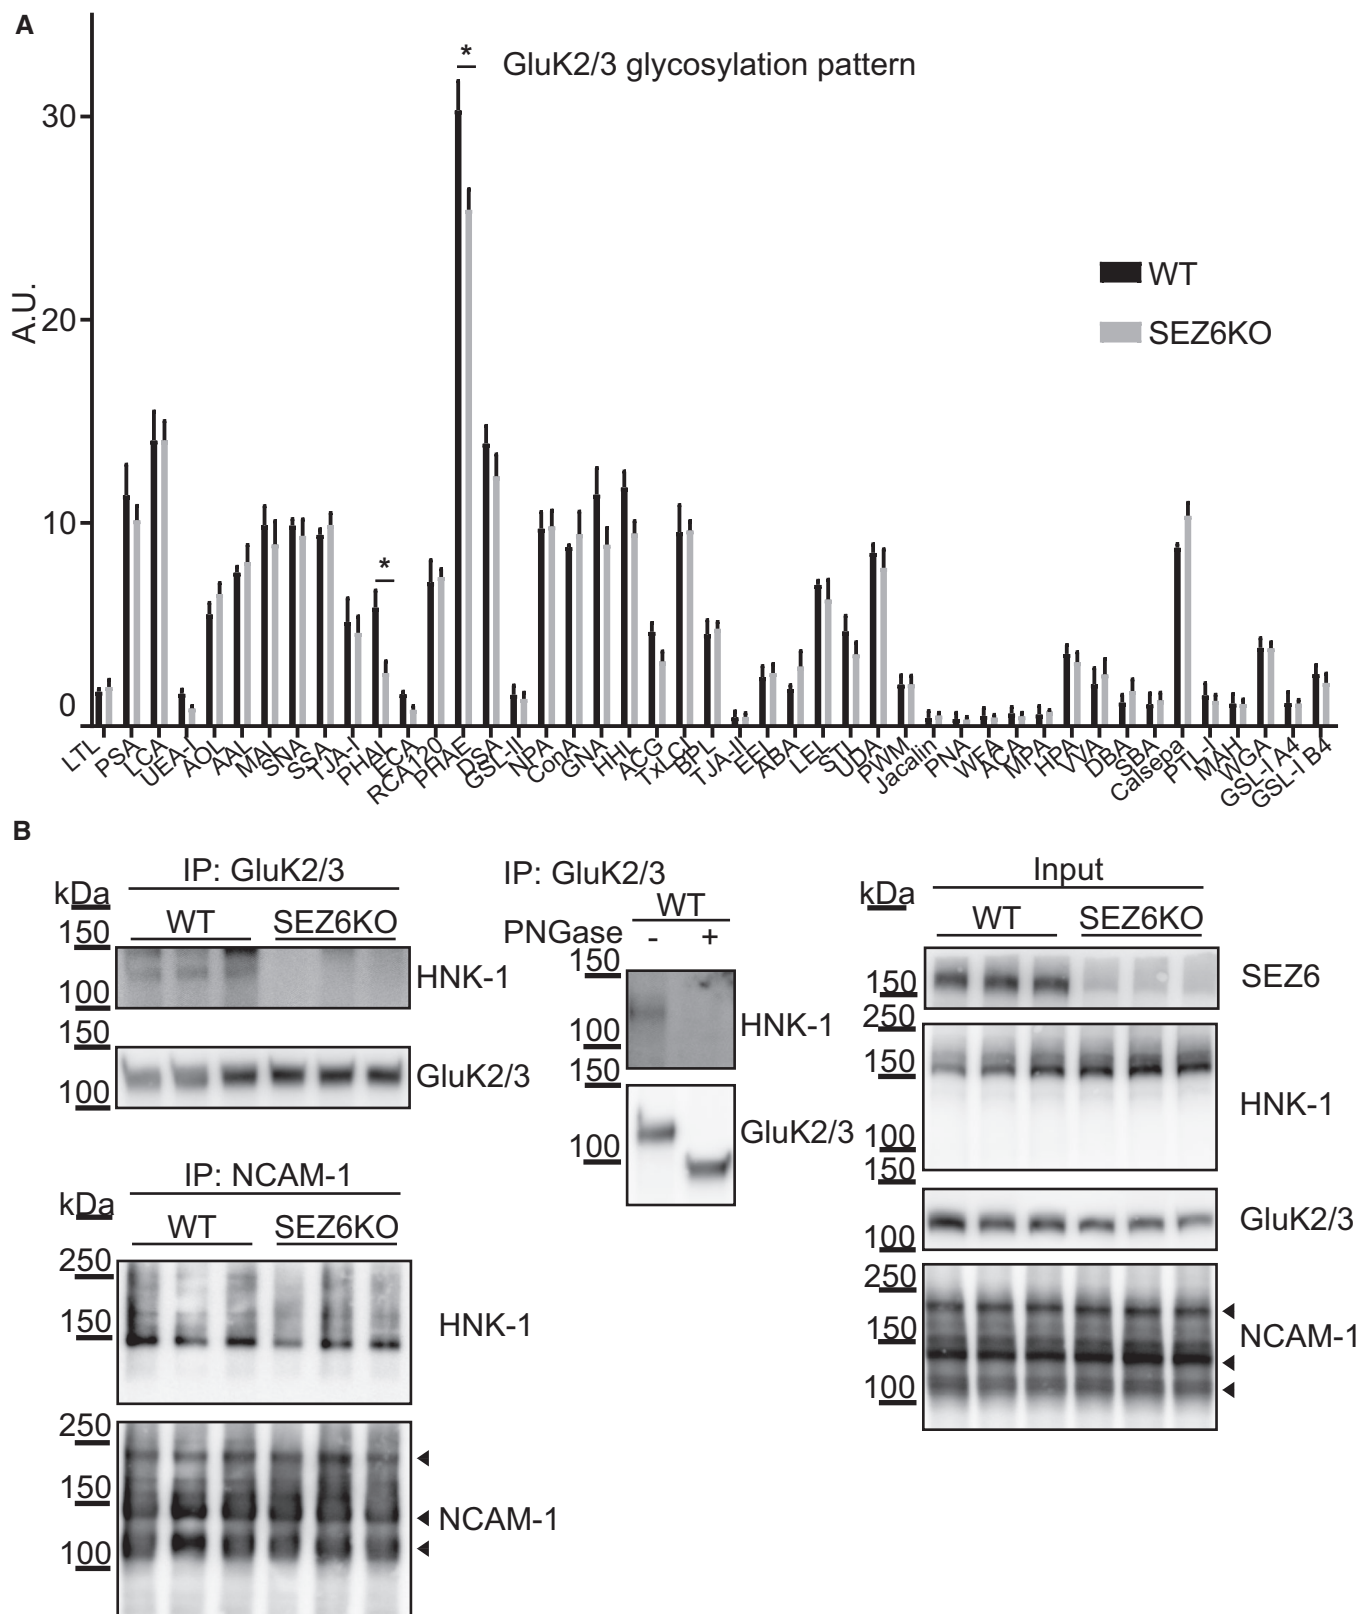 A
* GluK2/3 glycosylation pattern
30
WT
A.U.
20
SEZ6KO
10
*
0
LTL PSA LCA UEA-I AOL AAL MAL SNA SSA TJA-I PHAL ECA RCA120 PHAE DSA GSL-II NPA ConA GNA HHL ACG TxLCI BPL TJA-II EEL ABA LEL STL UDA PWM Jacalin PNA WFA ACA MPA HPA VVA DBA SBA Calsepa PTL-I MAH WGA GSL-I A4 GSL-I B4
B
IP: GluK2/3
kDa
WT SEZ6KO
150
HNK-1
100
150
GluK2/3
100
IP: NCAM-1
kDa
WT SEZ6KO
250
150
HNK-1
250
150
NCAM-1
100
IP: GluK2/3
WT
PNGase - +
150
HNK-1
100
150
GluK2/3
100
Input
kDa
WT SEZ6KO
150
SEZ6
250
150
HNK-1
100
150
GluK2/3
100
250
150
NCAM-1
100